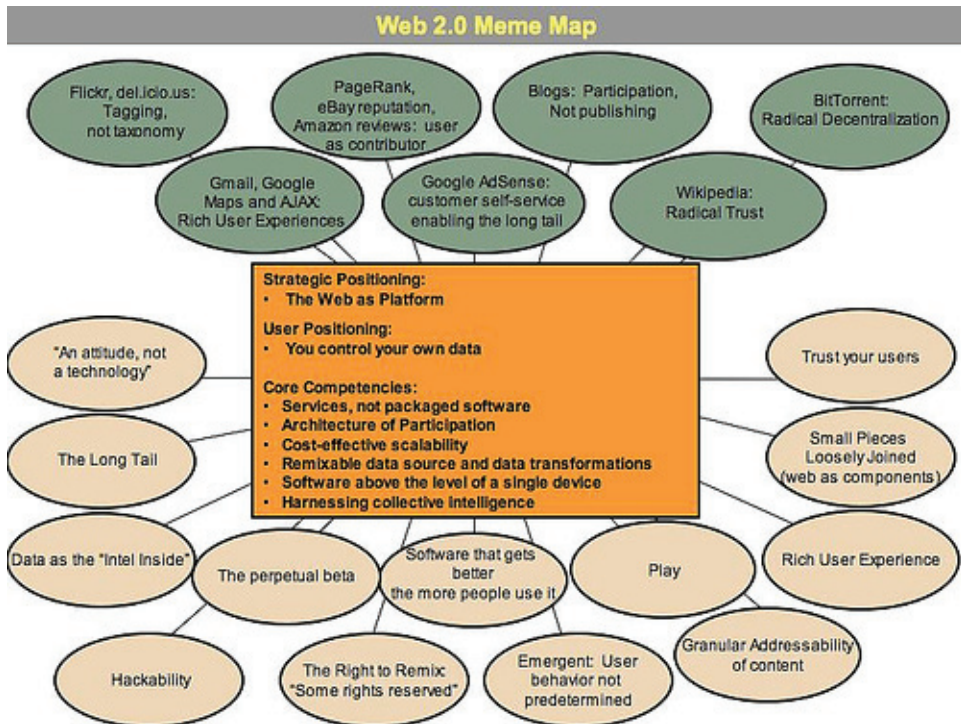 Web 2.0 Meme Map
Flickr, del.icio.us:
Tagging,
not taxonomy
PageRank,
eBay reputation,
Amazon reviews: user
as contributor
Blogs: Participation,
Not publishing
BitTorrent:
Radical Decentralization
Gmail, Google
Maps and AJAX:
Rich User Experiences
Google AdSense:
customer self-service
enabling the long tail
Wikipedia:
Radical Trust
Strategic Positioning:
• The Web as Platform
User Positioning:
• You control your own data
Core Competencies:
• Services, not packaged software
• Architecture of Participation
• Cost-effective scalability
• Remixable data source and data transformations
• Software above the level of a single device
• Harnessing collective intelligence
"An attitude, not
a technology"
Trust your users
The Long Tail
Small Pieces
Loosely Joined
(web as components)
Data as the "Intel Inside"
The perpetual beta
Software that gets
better
the more people use it
Play
Rich User Experience
Hackability
The Right to Remix:
"Some rights reserved"
Emergent: User
behavior not
predetermined
Granular Addressability
of content